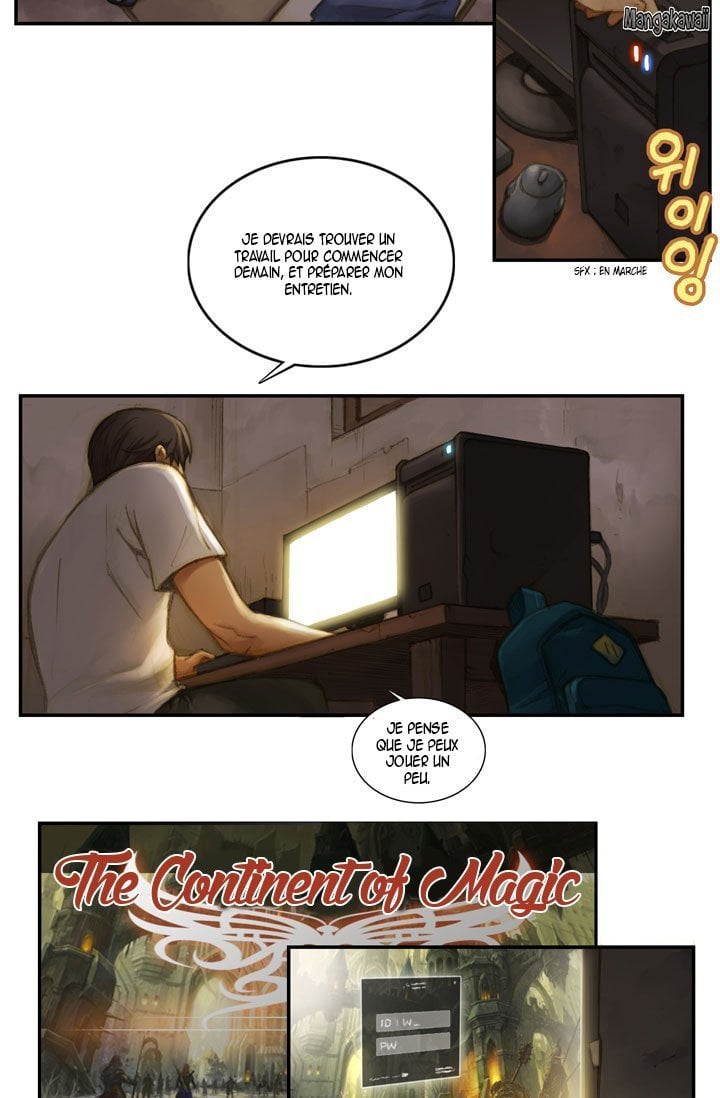 Mangakawaii
위이잉
SFX : EN MARCHE
JE DEVRAIS TROUVER UN
TRAVAIL POUR COMMENCER
DEMAIN, ET PRÉPARER MON
ENTRETIEN.
JE PENSE
QUE JE PEUX
JOUER UN
PEU.
The Continent of Magic
ID : W_
PW